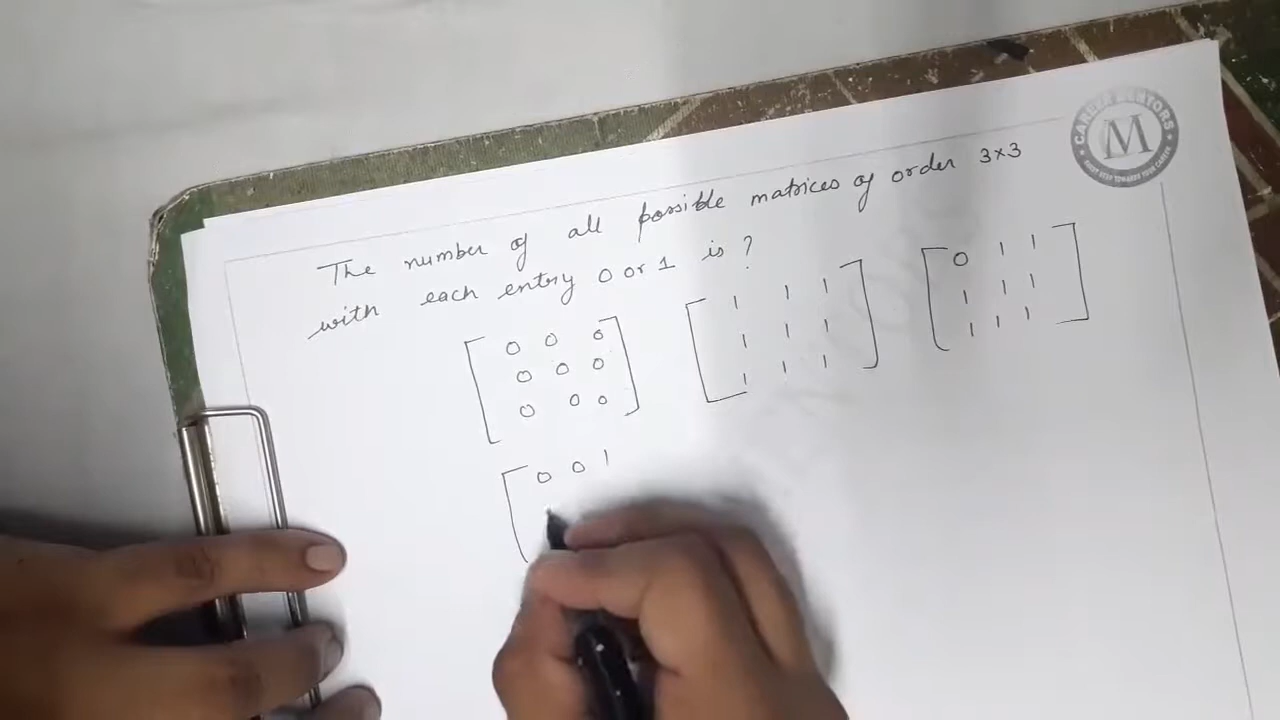 The number of all possible matrices of order 3×3
with each entry 0 or 1 is ?
0 0 0
0 0 0
0 0 0
1 1 1
1 1 1
1 1 1
0 1 1
1 1 1
1 1 1
0 0 1
CAREER MENTORS
M